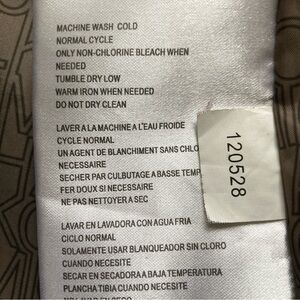 MACHINE WASH COLD
NORMAL CYCLE
ONLY NON-CHLORINE BLEACH WHEN
NEEDED
TUMBLE DRY LOW
WARM IRON WHEN NEEDED
DO NOT DRY CLEAN
LAVER A LA MACHINE A L'EAU FROIDE
CYCLE NORMAL
UN AGENT DE BLANCHIMENT SANS CHLO
NECESSAIRE
SECHER PAR CULBUTAGE A BASSE TEMP
FER DOUX SI NECESSAIRE
NE PAS NETTOYER A SEC
120528
LAVAR EN LAVADORA CON AGUA FRIA
CICLO NORMAL
SOLAMENTE USAR BLANQUEADOR SIN CLORO
CUANDO NECESITE
SECAR EN SECADORA A BAJA TEMPERATURA
PLANCHA TIBIA CUANDO NECESITE